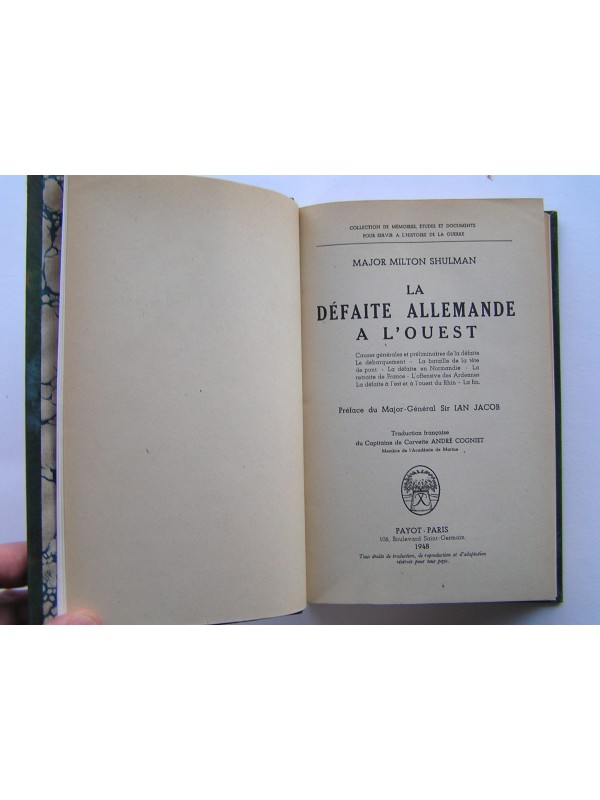 COLLECTION DE MÉMOIRES, ÉTUDES ET DOCUMENTS
POUR SERVIR A L'HISTOIRE DE LA GUERRE
MAJOR MILTON SHULMAN
LA
DÉFAITE ALLEMANDE
A L'OUEST
Causes générales et préliminaires de la défaite
Le débarquement - La bataille de la tête
de pont - La défaite en Normandie - La
retraite de France - L'offensive des Ardennes
La défaite à l'est et à l'ouest du Rhin - La fin.
Préface du Major-Général Sir IAN JACOB
Traduction française
du Capitaine de Corvette ANDRÉ COGNIET
Membre de l'Académie de Marine
PAYOT - PARIS
106, Boulevard Saint-Germain
1948
Tous droits de traduction, de reproduction et d'adaptation
réservés pour tous pays.